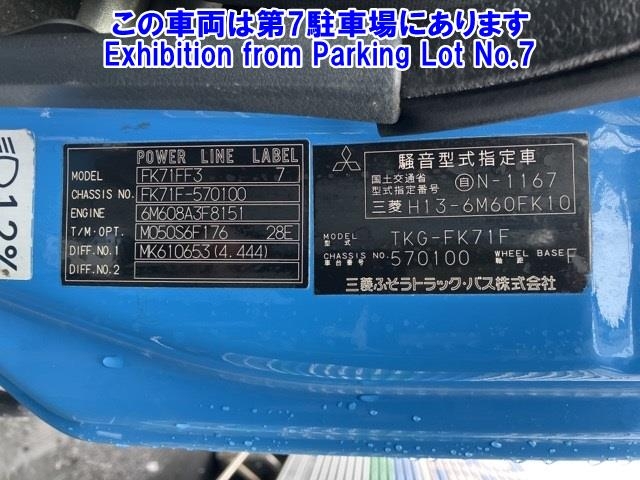 この車両は第7駐車場にあります
Exhibition from Parking Lot No.7
12%
POWER LINE LABEL
MODEL FK71FF3 7
CHASSIS NO. FK71F-570100
ENGINE 6M608A3F8151
T/M・OPT. M050S6F176 28E
DIFF.NO.1 MK610653(4.444)
DIFF.NO.2
騒音型式指定車
国土交通省
型式指定番号 自N-1167
三菱 H13-6M60FK10
MODEL
型式 TKG-FK71F
CHASSIS NO. 570100 WHEEL BASE F
車台番号 軸距
三菱ふそうトラック・バス株式会社